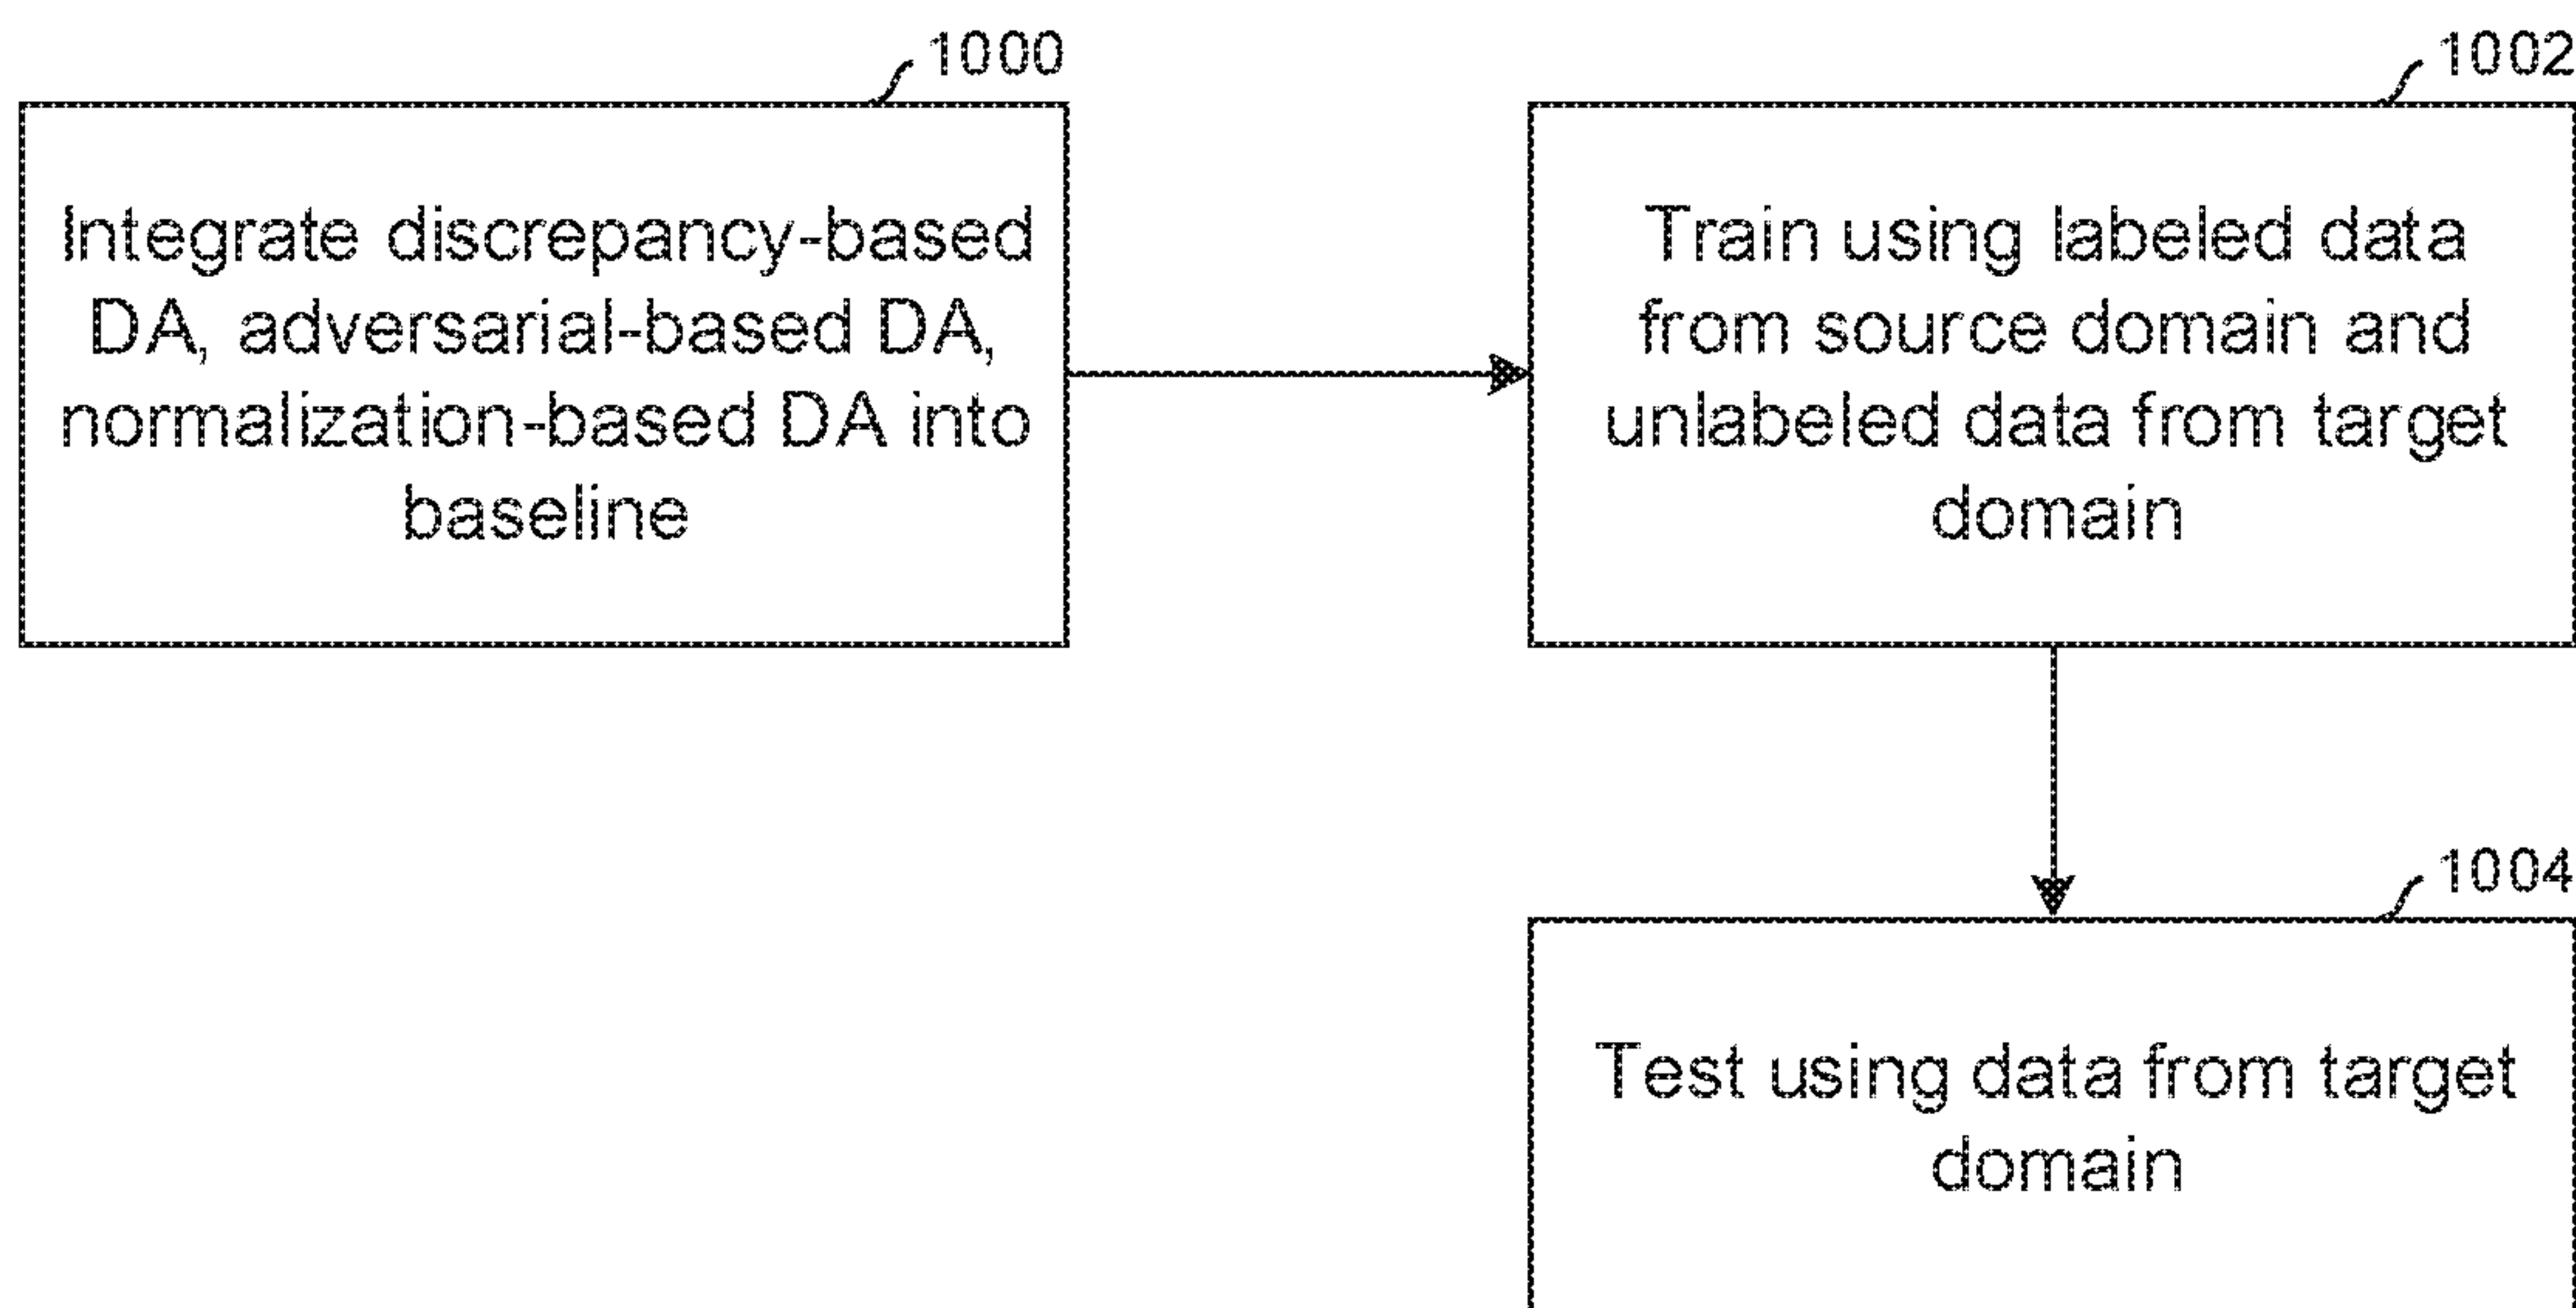 1000
Integrate discrepancy-based
DA, adversarial-based DA,
normalization-based DA into
baseline
1002
Train using labeled data
from source domain and
unlabeled data from target
domain
1004
Test using data from target
domain